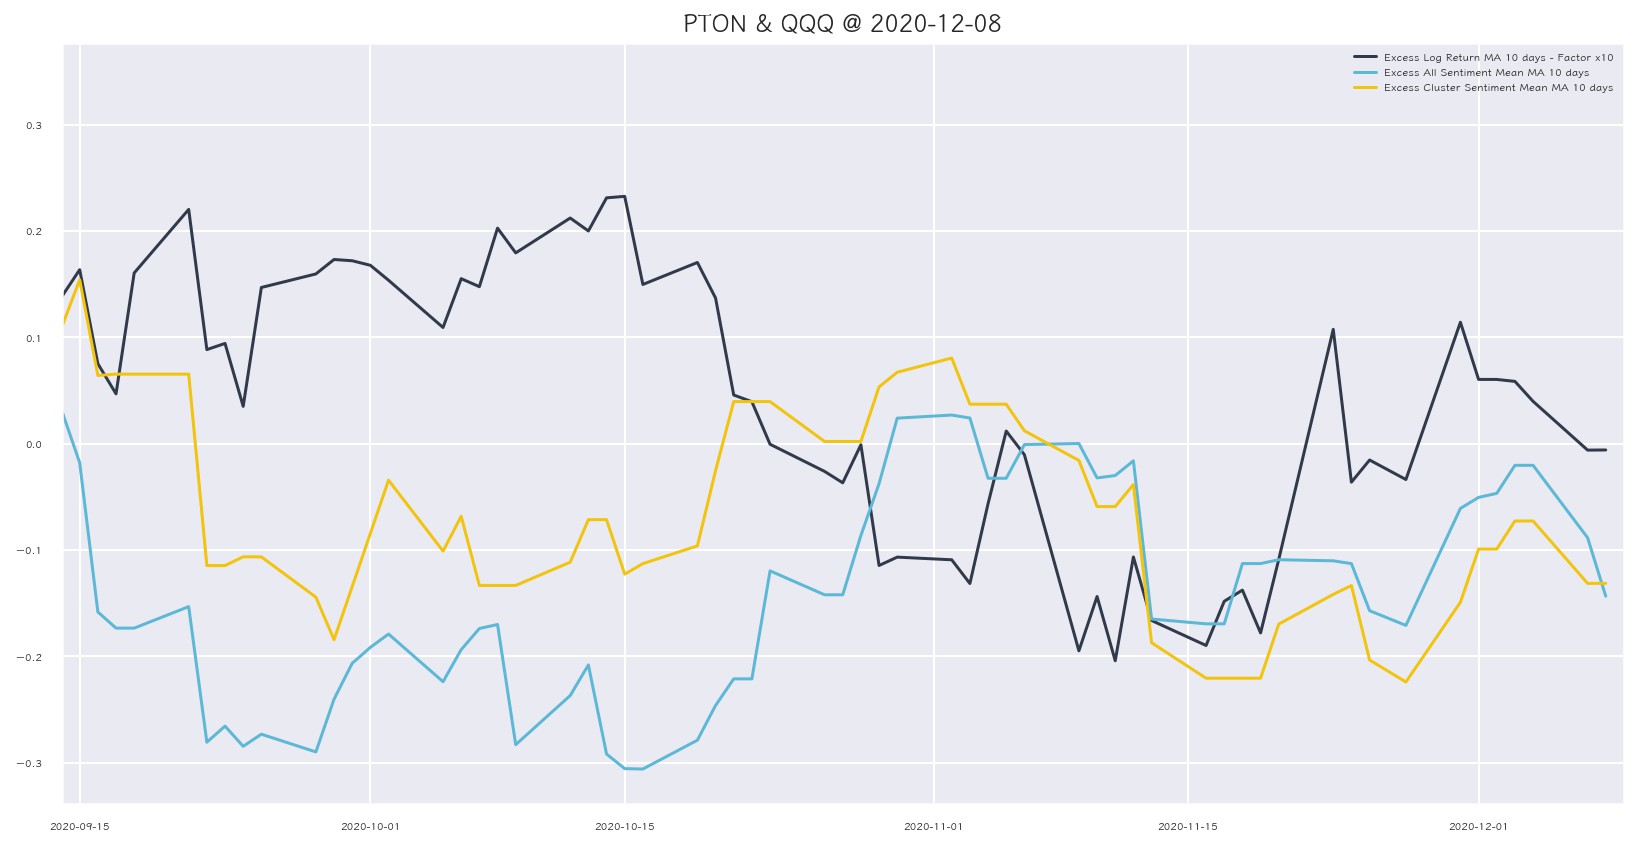 PTON & QQQ @ 2020-12-08
Excess Log Return MA 10 days - Factor x10
Excess All Sentiment Mean MA 10 days
Excess Cluster Sentiment Mean MA 10 days
0.3
0.2
0.1
0.0
−0.1
−0.2
−0.3
2020-09-15 2020-10-01 2020-10-15 2020-11-01 2020-11-15 2020-12-01